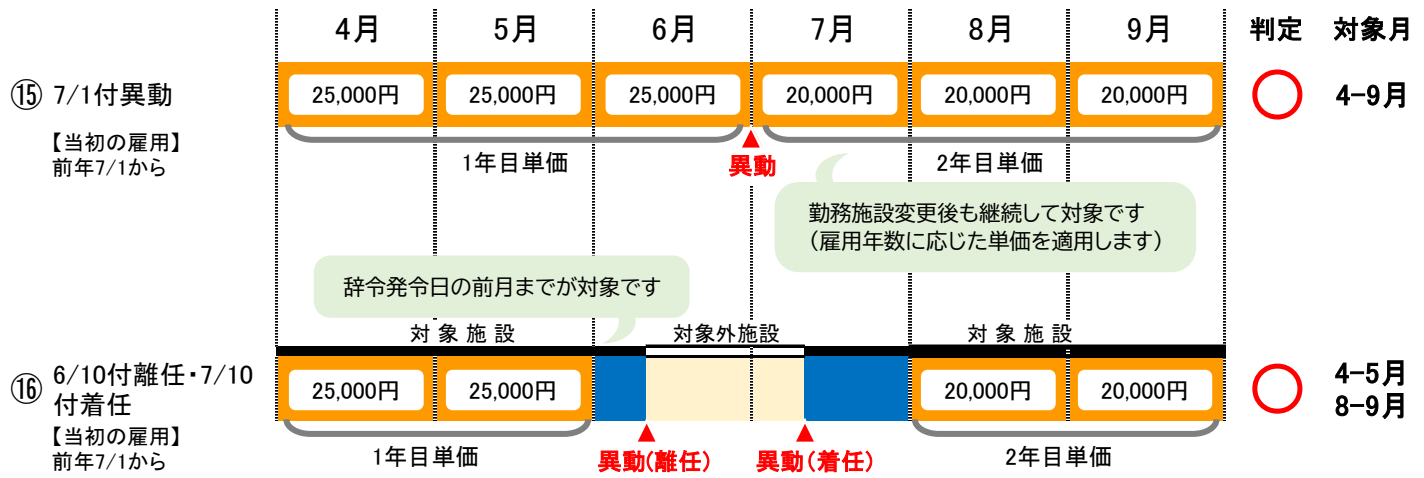 4月 5月 6月 7月 8月 9月 判定 対象月
⑮ 7/1付異動
25,000円 25,000円 25,000円 20,000円 20,000円 20,000円 4-9月
【当初の雇用】
前年7/1から
1年目単価 異動 2年目単価
勤務施設変更後も継続して対象です
（雇用年数に応じた単価を適用します）
辞令発令日の前月までが対象です
対象施設 対象外施設 対象施設
⑯ 6/10付離任・7/10
付着任
25,000円 25,000円 20,000円 20,000円
4-5月
8-9月
【当初の雇用】
前年7/1から
1年目単価 異動(離任) 異動(着任) 2年目単価